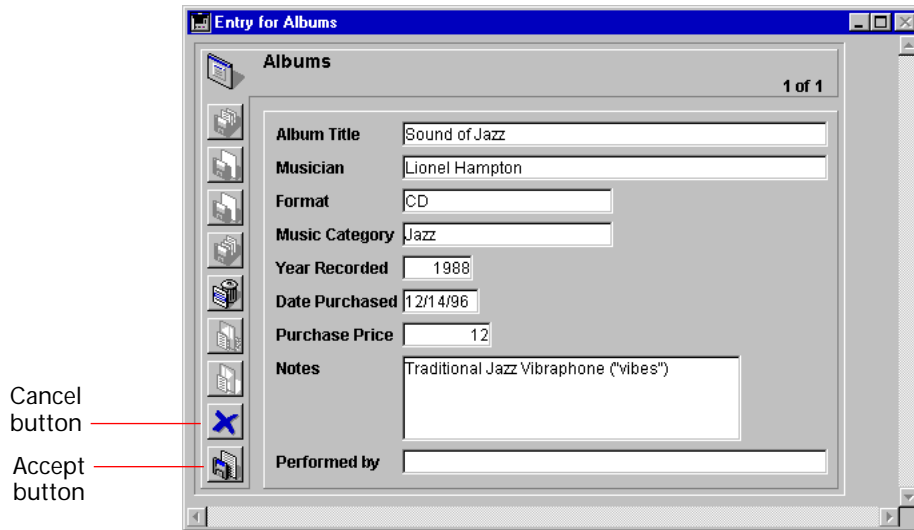 Entry for Albums
Albums
1 of 1
Album Title Sound of Jazz
Musician Lionel Hampton
Format CD
Music Category Jazz
Year Recorded 1988
Date Purchased 12/14/96
Purchase Price 12
Notes Traditional Jazz Vibraphone ("vibes")
Performed by
Cancel
button
Accept
button